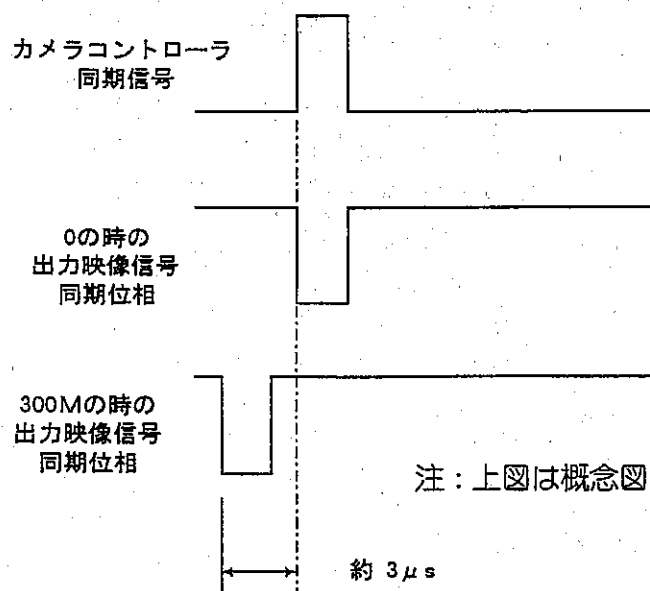 カメラコントローラ
同期信号
0の時の
出力映像信号
同期位相
300Mの時の
出力映像信号
同期位相
注：上図は概念図
約 3μs